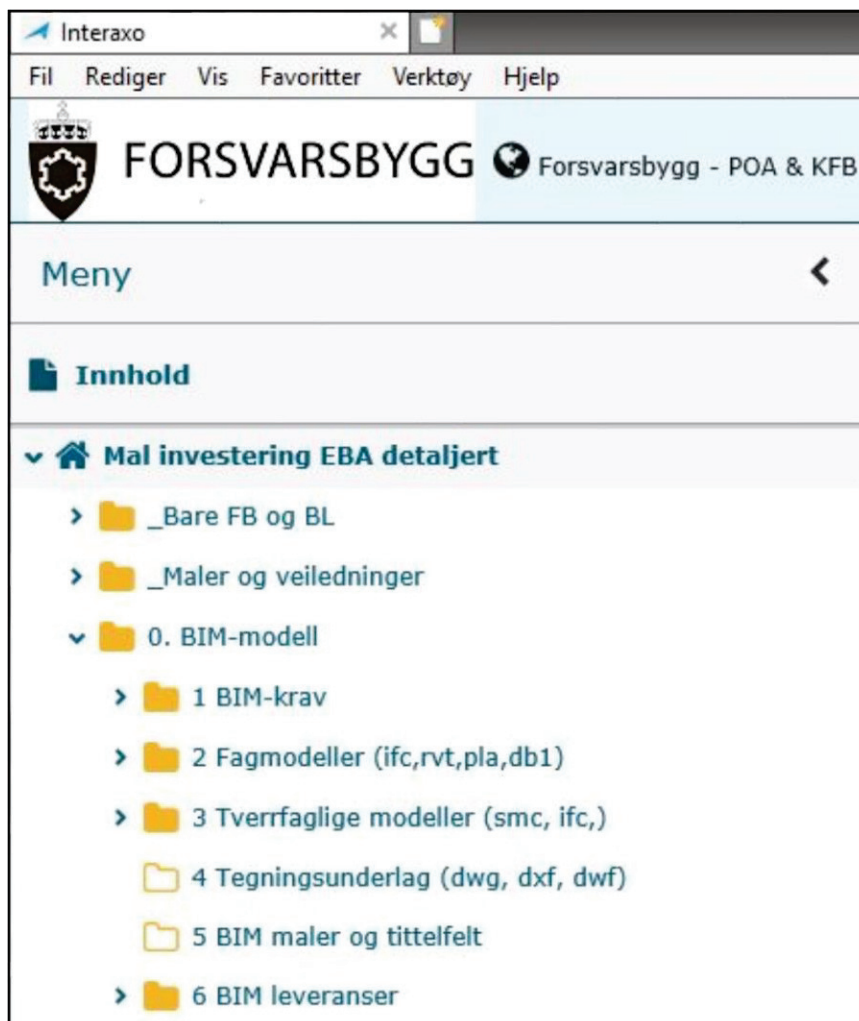 Interaxo
Fil Rediger Vis Favoritter Verktøy Hjelp
FORSVARSBYGG Forsvarsbygg - POA & KFB
Meny
Innhold
Mal investering EBA detaljert
_Bare FB og BL
_Maler og veiledninger
0. BIM-modell
1 BIM-krav
2 Fagmodeller (ifc,rvt,pla,db1)
3 Tverrfaglige modeller (smc, ifc,)
4 Tegningsunderlag (dwg, dxf, dwf)
5 BIM maler og tittelfelt
6 BIM leveranser